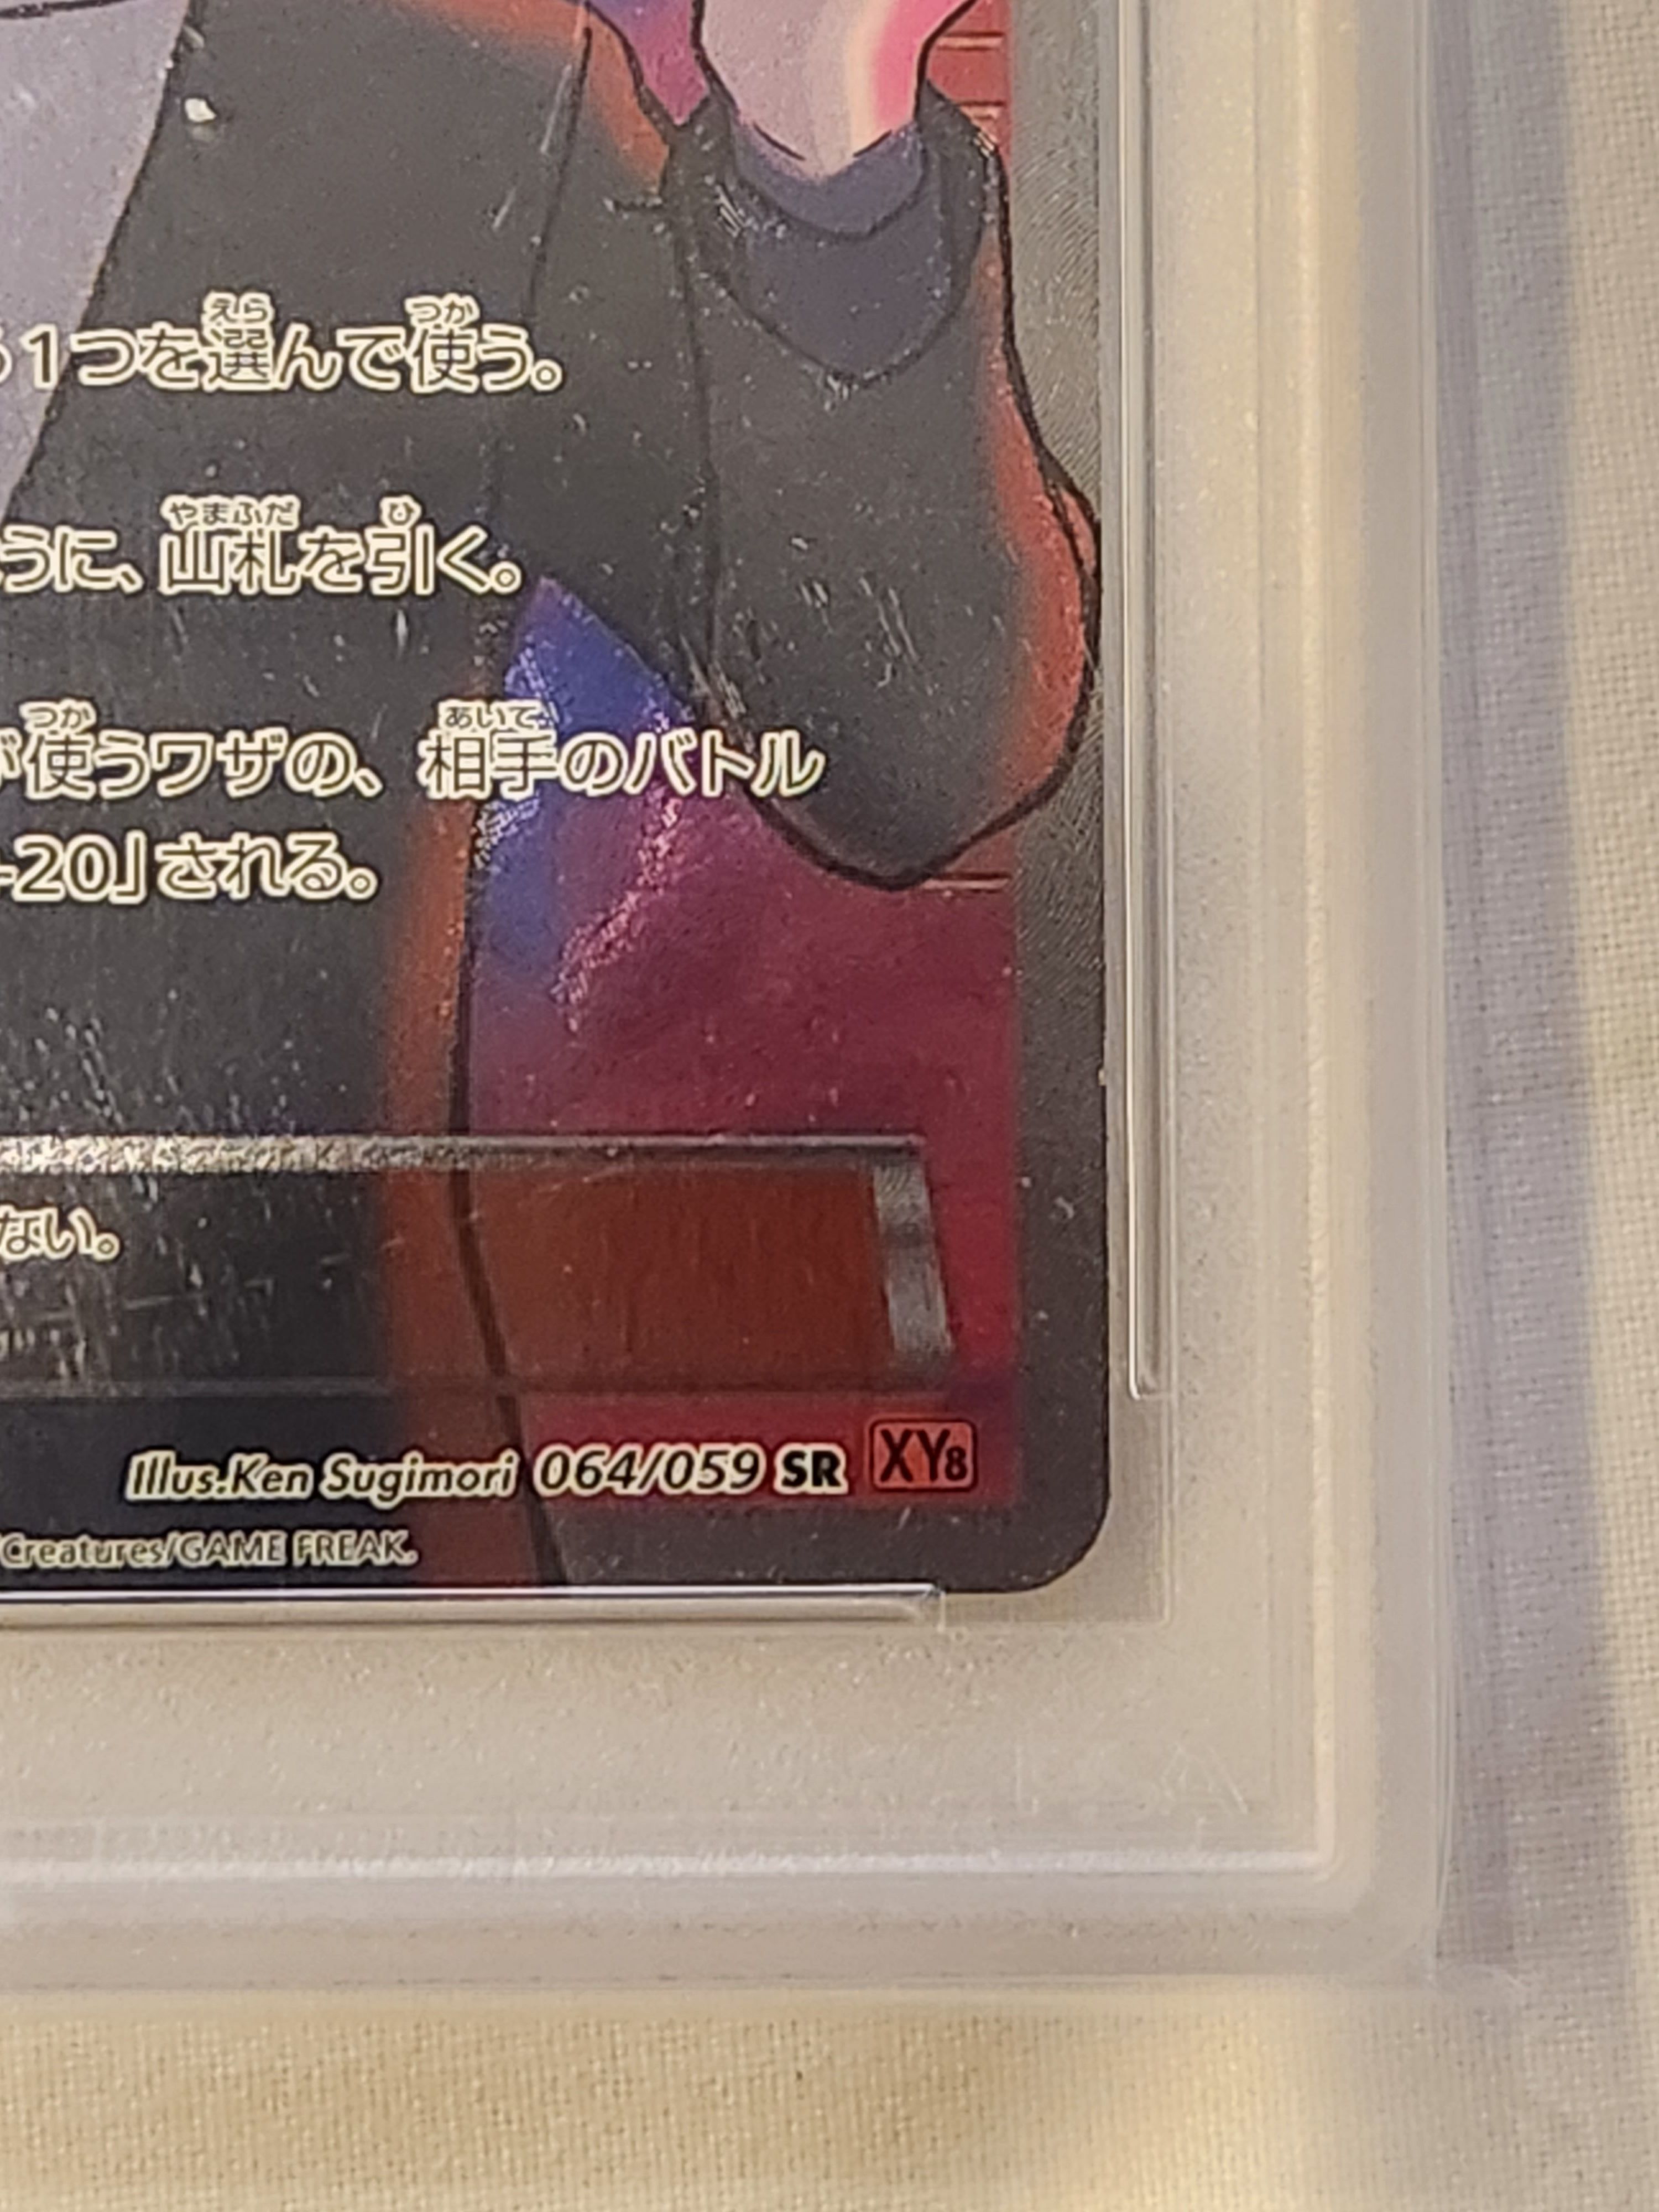 1つを選んで使う。
うに、山札を引く。
が使うワザの、相手のバトル
-20」される。
ない。
Illus.Ken Sugimori 064/059 SR XY8
/Creatures/GAME FREAK.